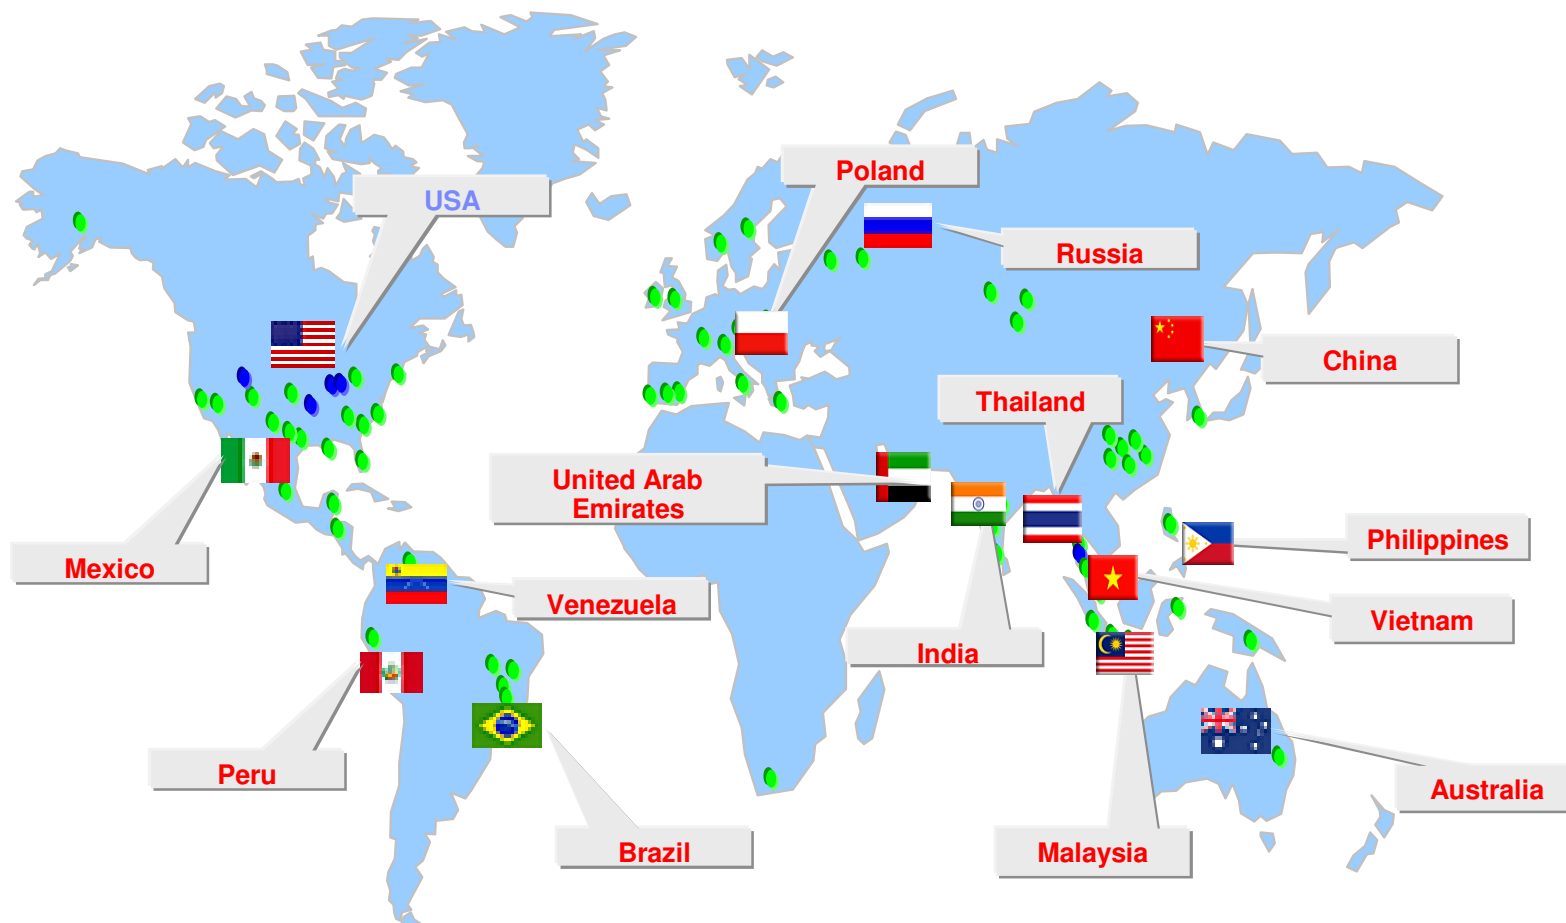 Poland
USA
Russia
China
Thailand
United Arab
Emirates
Philippines
Mexico
Venezuela
Vietnam
India
Peru
Australia
Brazil
Malaysia